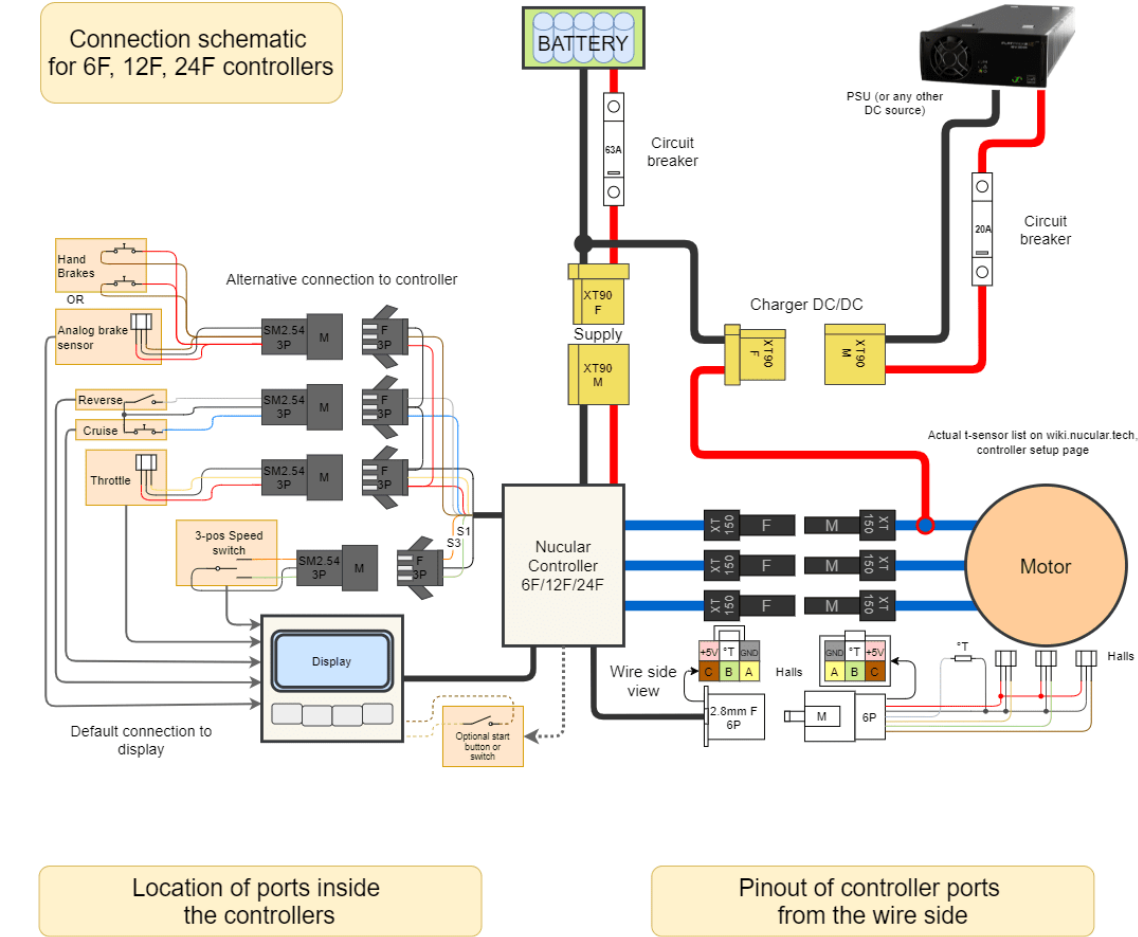 Connection schematic
for 6F, 12F, 24F controllers
BATTERY
63A
Circuit
breaker
PSU (or any other
DC source)
20A
Circuit
breaker
Hand
Brakes
OR
Analog brake
sensor
Alternative connection to controller
SM2.54
3P
M
F
3P
XT90
F
Supply
XT90
M
Charger DC/DC
XT90
F
XT90
M
Reverse
Cruise
SM2.54
3P
M
F
3P
Throttle
SM2.54
3P
M
F
3P
Actual t-sensor list on wiki.nucular.tech,
controller setup page
3-pos Speed
switch
SM2.54
3P
M
F
3P
S1
S3
Nucular
Controller
6F/12F/24F
XT
150
F
M
XT
150
XT
150
F
M
XT
150
XT
150
F
M
XT
150
Motor
Display
Default connection to
display
Optional start
button or
switch
Wire side
view
+5V
°T
GND
C
B
A
Halls
GND
°T
+5V
A
B
C
2.8mm F
6P
M
6P
°T
Halls
Location of ports inside
the controllers
Pinout of controller ports
from the wire side